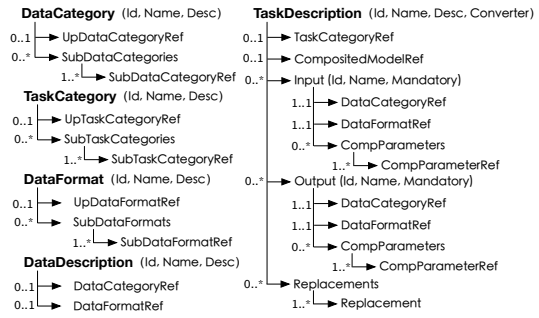 DataCategory (Id, Name, Desc)
0..1 UpDataCategoryRef
0..* SubDataCategories
1..* SubDataCategoryRef
TaskCategory (Id, Name, Desc)
0..1 UpTaskCategoryRef
0..* SubTaskCategories
1..* SubTaskCategoryRef
DataFormat (Id, Name, Desc)
0..1 UpDataFormatRef
0..* SubDataFormats
1..* SubDataFormatRef
DataDescription (Id, Name, Desc)
0..1 DataCategoryRef
0..1 DataFormatRef
TaskDescription (Id, Name, Desc, Converter)
0..1 TaskCategoryRef
0..1 CompositedModelRef
0..* Input (Id, Name, Mandatory)
1..1 DataCategoryRef
1..1 DataFormatRef
0..* CompParameters
1..* CompParameterRef
0..* Output (Id, Name, Mandatory)
1..1 DataCategoryRef
1..1 DataFormatRef
0..* CompParameters
1..* CompParameterRef
0..* Replacements
1..* Replacement